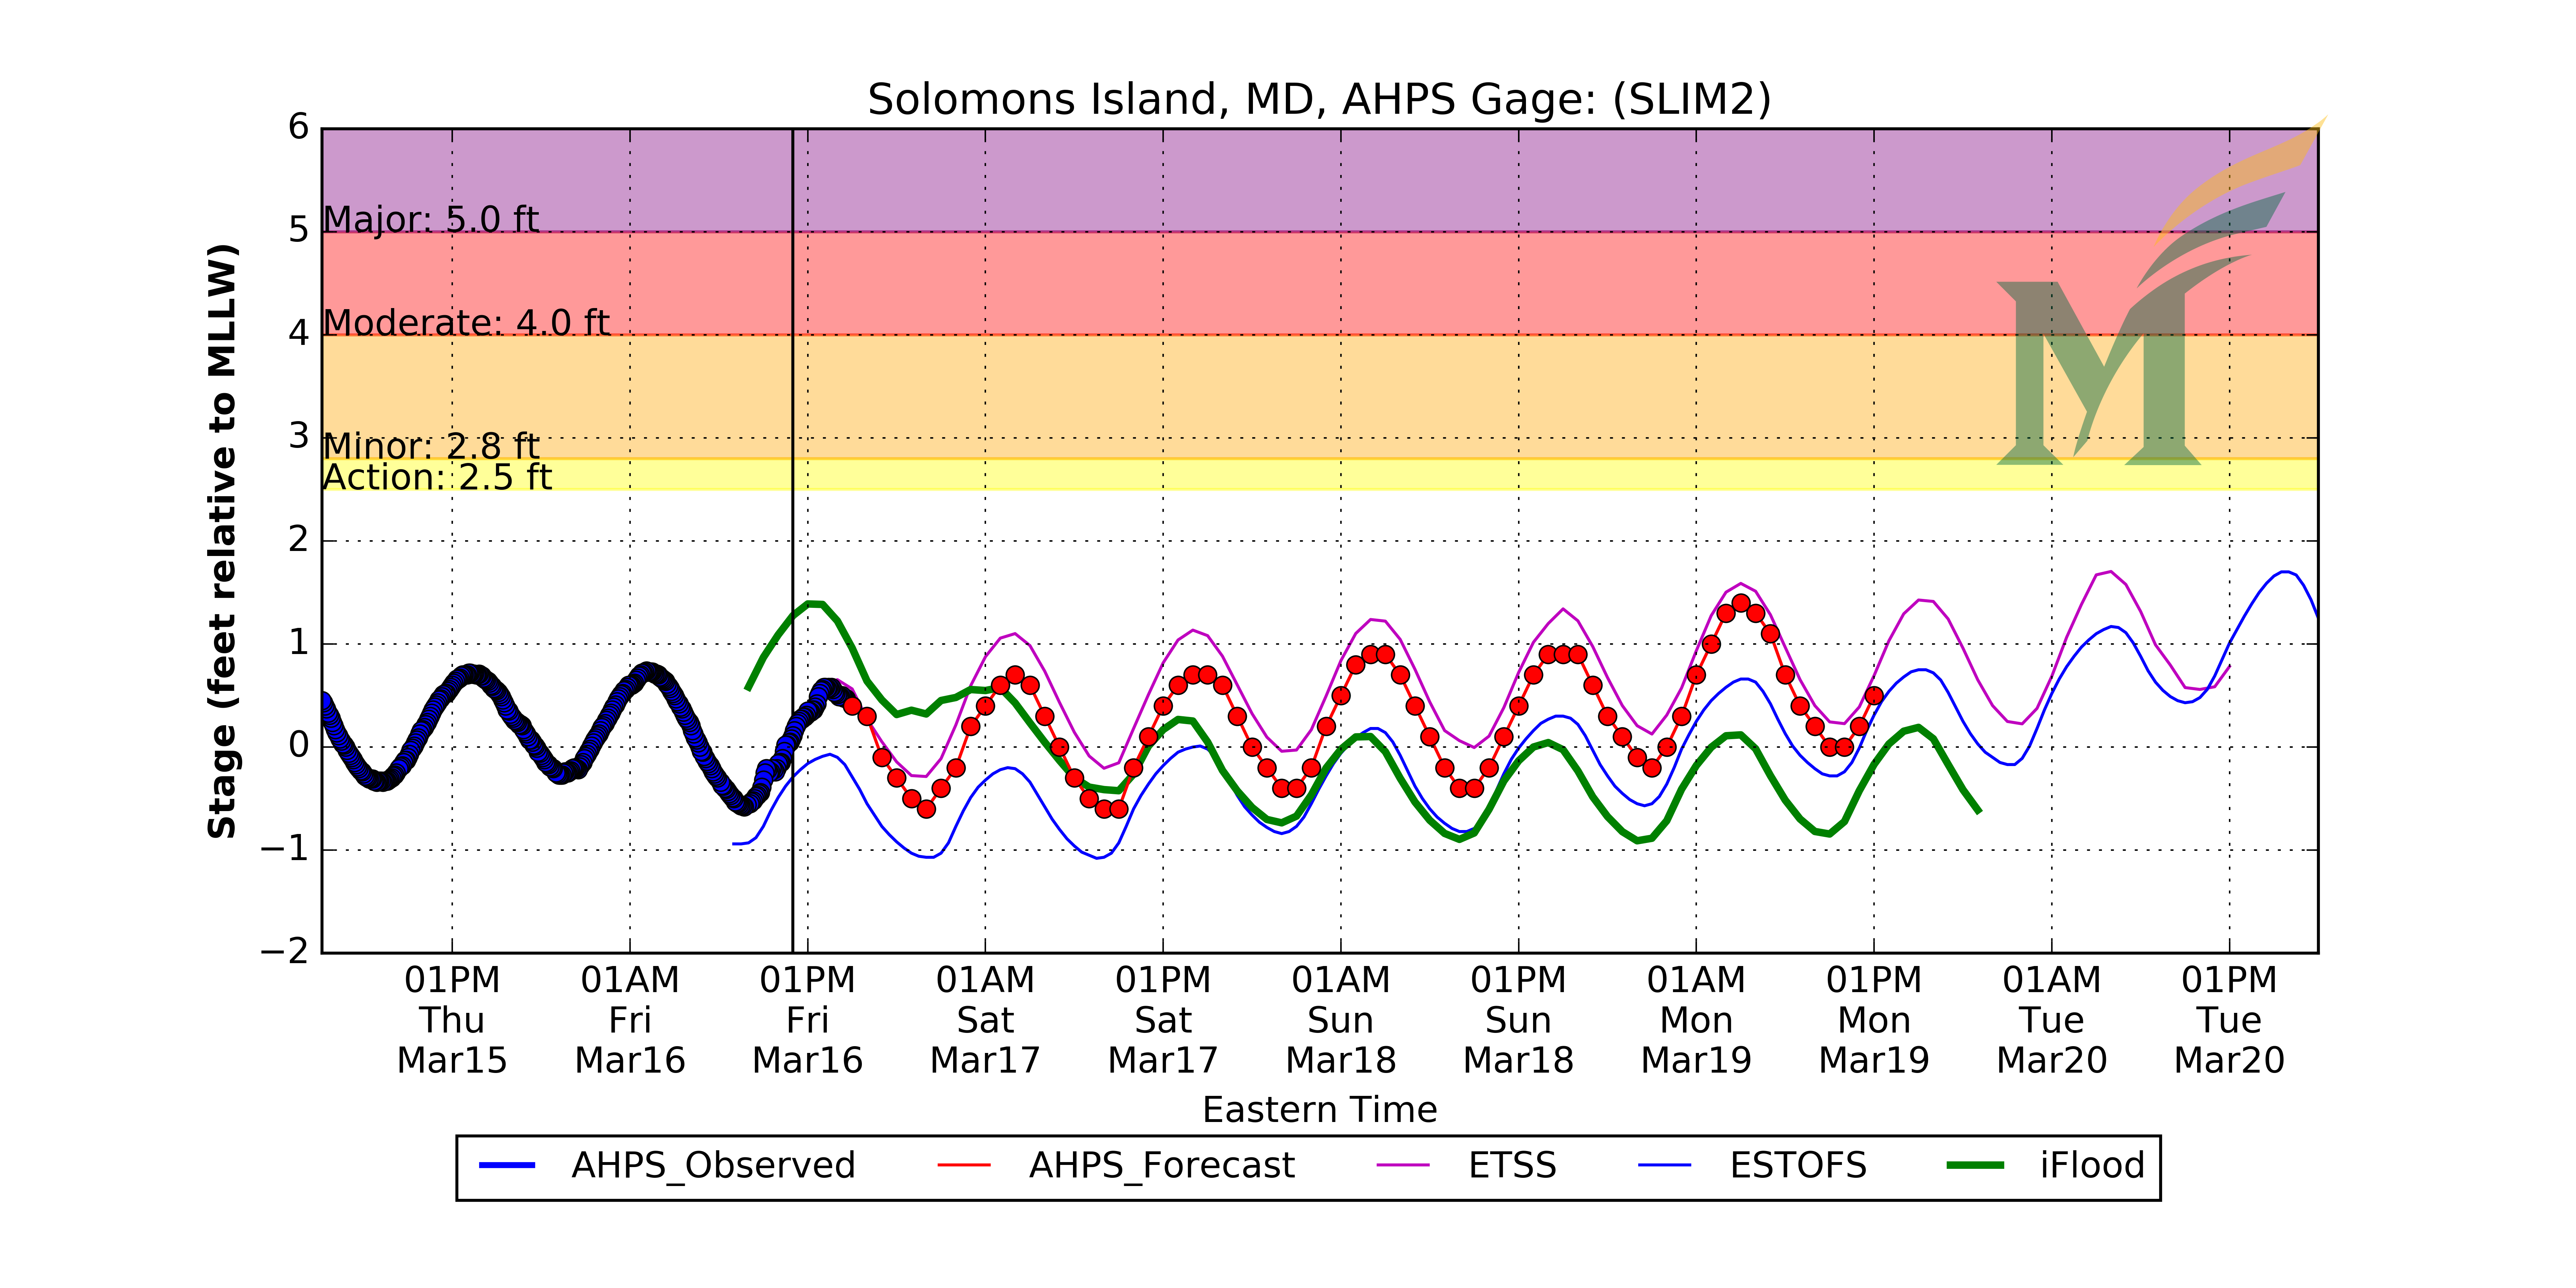 Solomons Island, MD, AHPS Gage: (SLIM2)
Stage (feet relative to MLLW)
6
5
4
3
2
1
0
−1
−2
Major: 5.0 ft
Moderate: 4.0 ft
Minor: 2.8 ft
Action: 2.5 ft
M
01PM 01AM 01PM 01AM 01PM 01AM 01PM 01AM 01PM 01AM 01PM
Thu Fri Fri Sat Sat Sun Sun Mon Mon Tue Tue
Mar15 Mar16 Mar16 Mar17 Mar17 Mar18 Mar18 Mar19 Mar19 Mar20 Mar20
Eastern Time
AHPS_Observed AHPS_Forecast ETSS ESTOFS iFlood